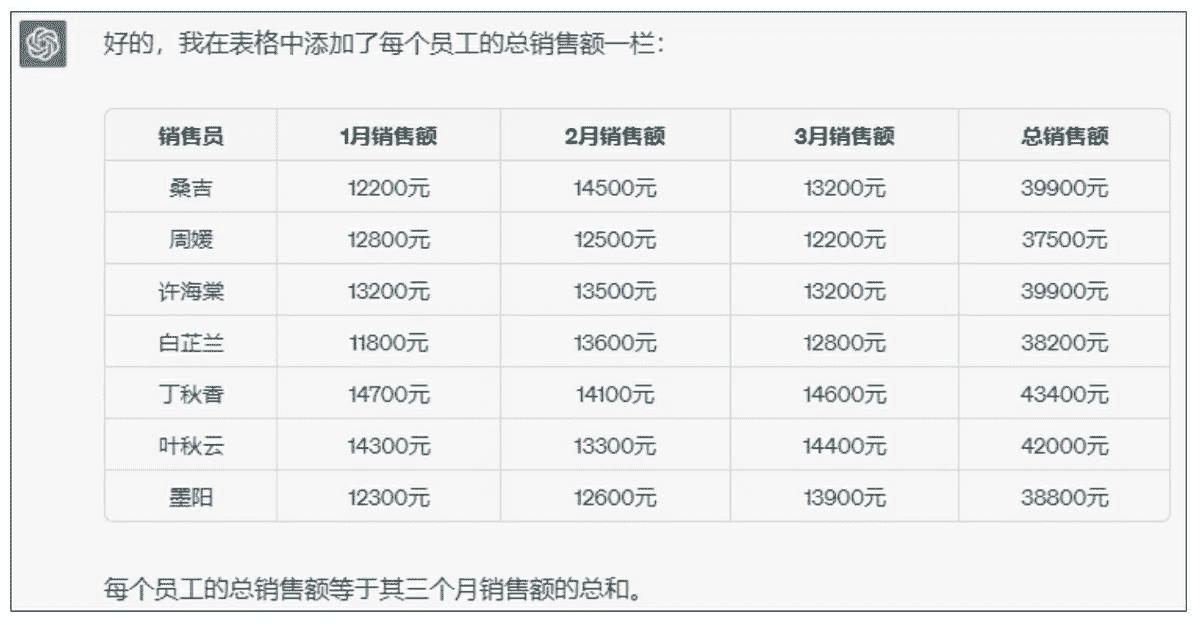 好的，我在表格中添加了每个员工的总销售额一栏：
销售员 1月销售额 2月销售额 3月销售额 总销售额
桑吉 12200元 14500元 13200元 39900元
周媛 12800元 12500元 12200元 37500元
许海棠 13200元 13500元 13200元 39900元
白芷兰 11800元 13600元 12800元 38200元
丁秋香 14700元 14100元 14600元 43400元
叶秋云 14300元 13300元 14400元 42000元
墨阳 12300元 12600元 13900元 38800元
每个员工的总销售额等于其三个月销售额的总和。